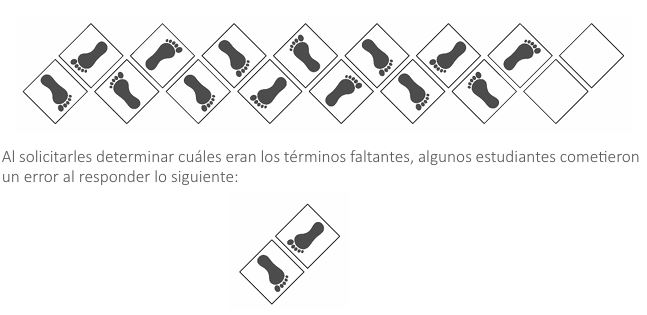 Al solicitarles determinar cuáles eran los términos faltantes, algunos estudiantes cometieron
un error al responder lo siguiente: